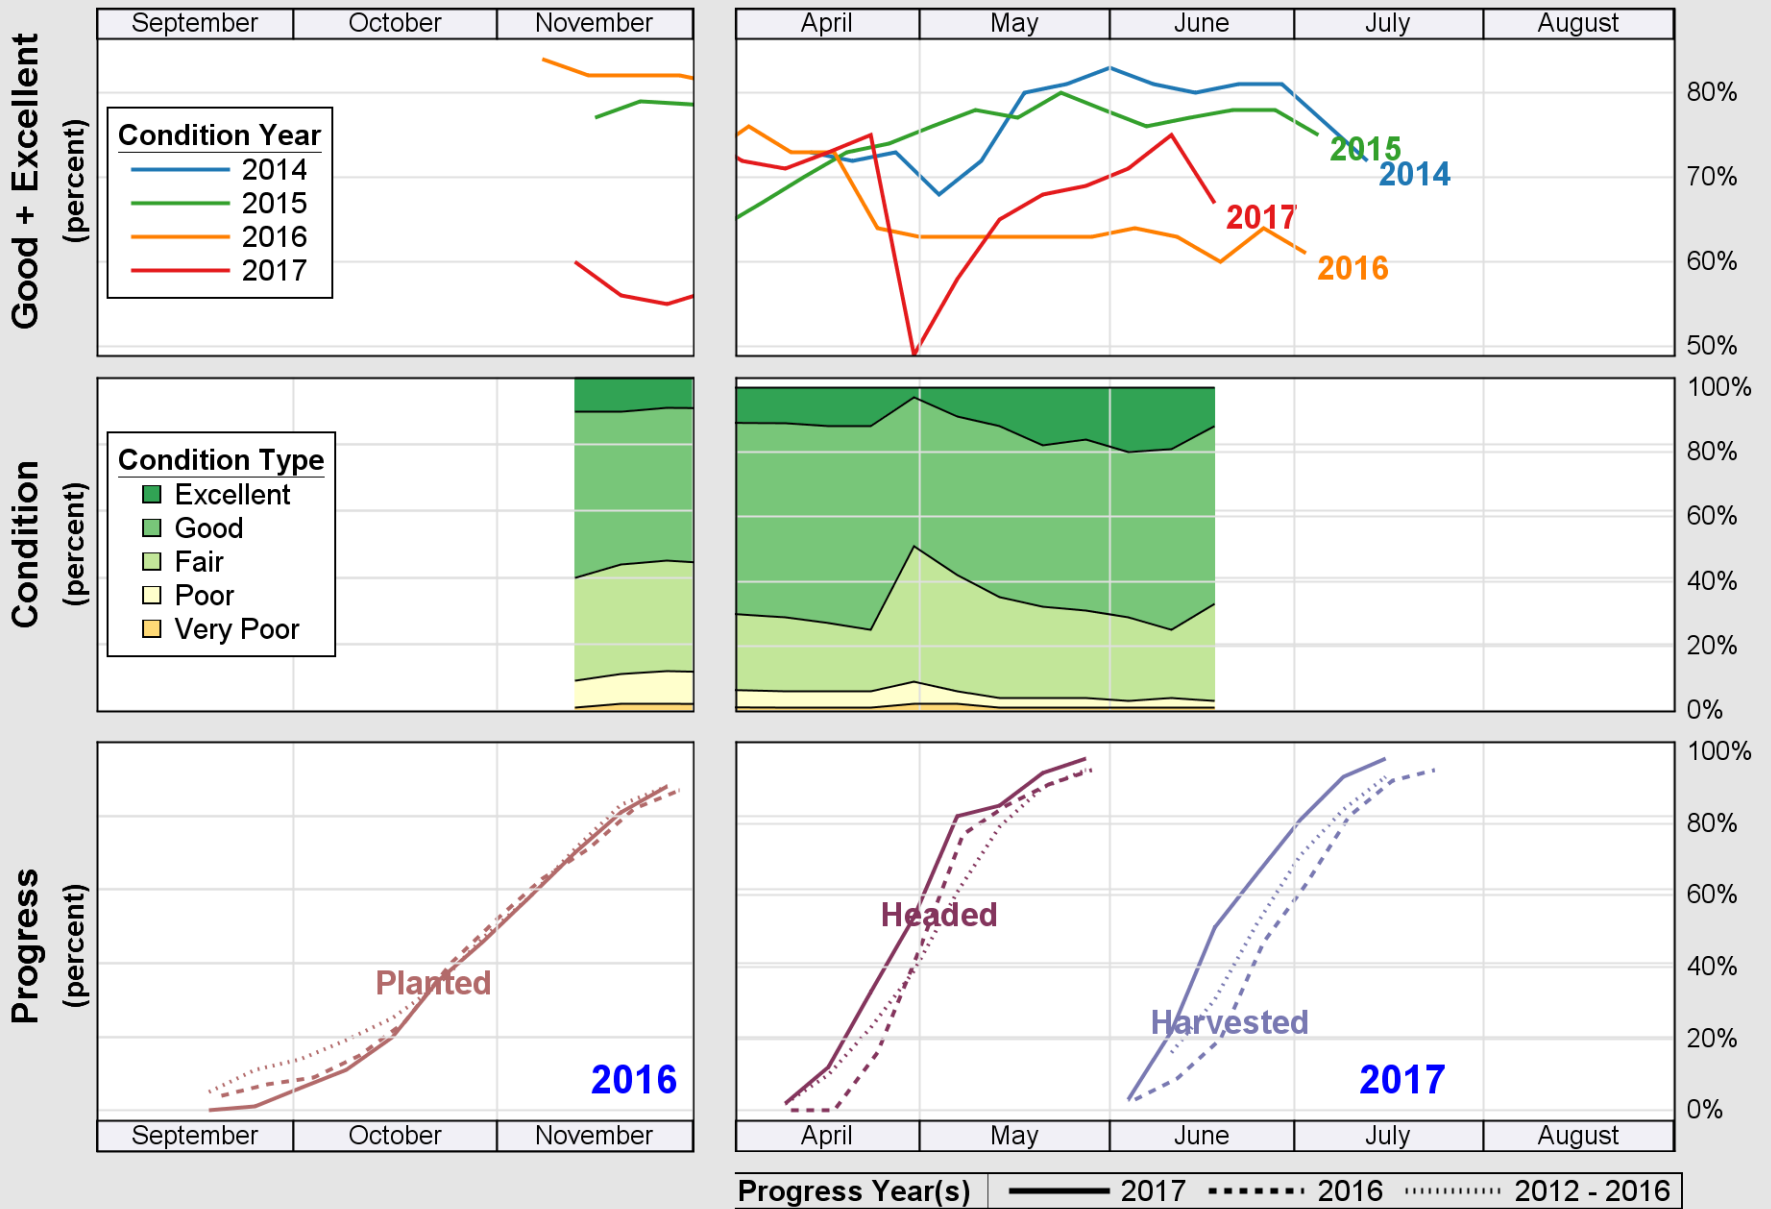 September October November April May June July August
Good + Excellent
(percent)
Condition Year
2014
2015
2016
2017
2015
2014
2017
2016
80%
70%
60%
50%
Condition
(percent)
Condition Type
Excellent
Good
Fair
Poor
Very Poor
100%
80%
60%
40%
20%
0%
Progress
(percent)
Planted
2016
Headed
Harvested
2017
100%
80%
60%
40%
20%
0%
September October November April May June July August
Progress Year(s) 2017 2016 2012 - 2016